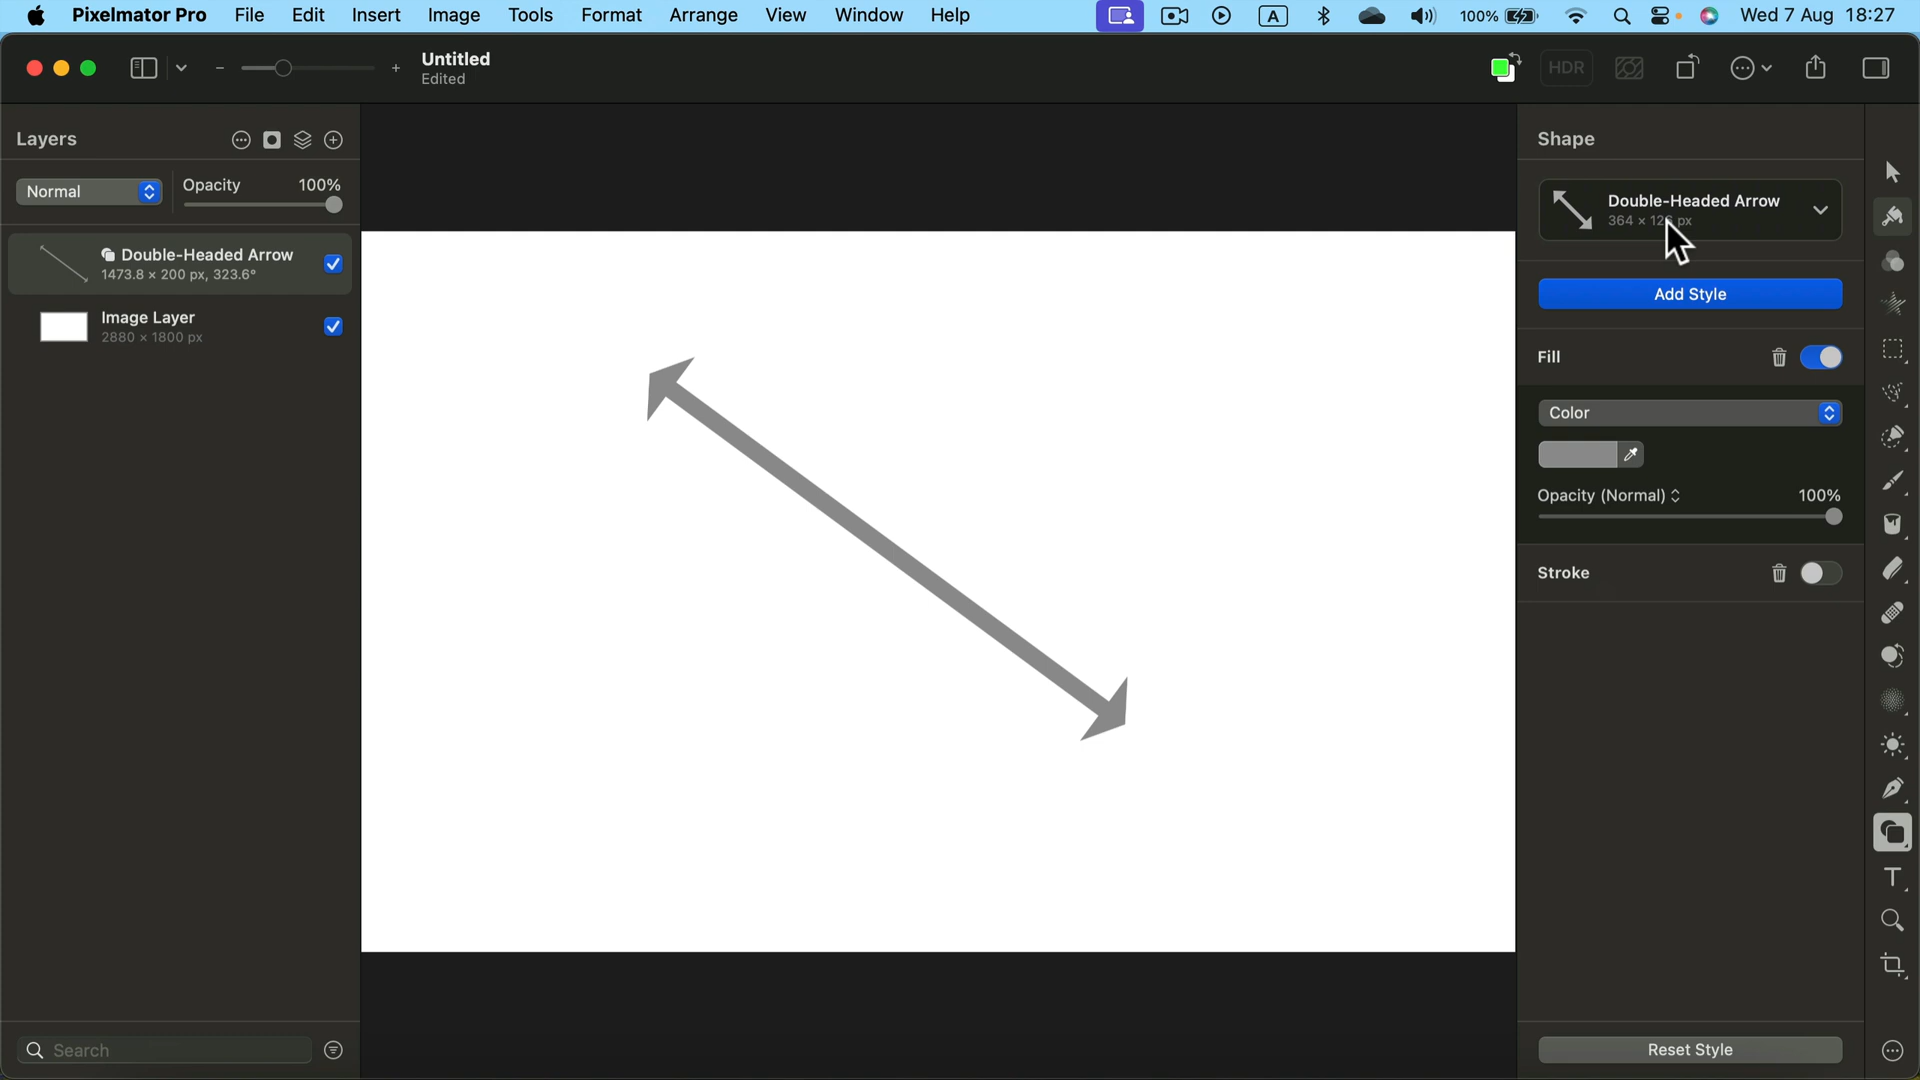 Pixelmator Pro File Edit Insert Image Tools Format Arrange View Window Help A 100% Wed 7 Aug 18:27
Untitled
Edited
HDR
Layers
Normal Opacity 100%
Double-Headed Arrow
1473.8 × 200 px, 323.6°
Image Layer
2880 × 1800 px
Search
Shape
Double-Headed Arrow
364 × px
Add Style
Fill
Color
Opacity (Normal) 100%
Stroke
Reset Style
T